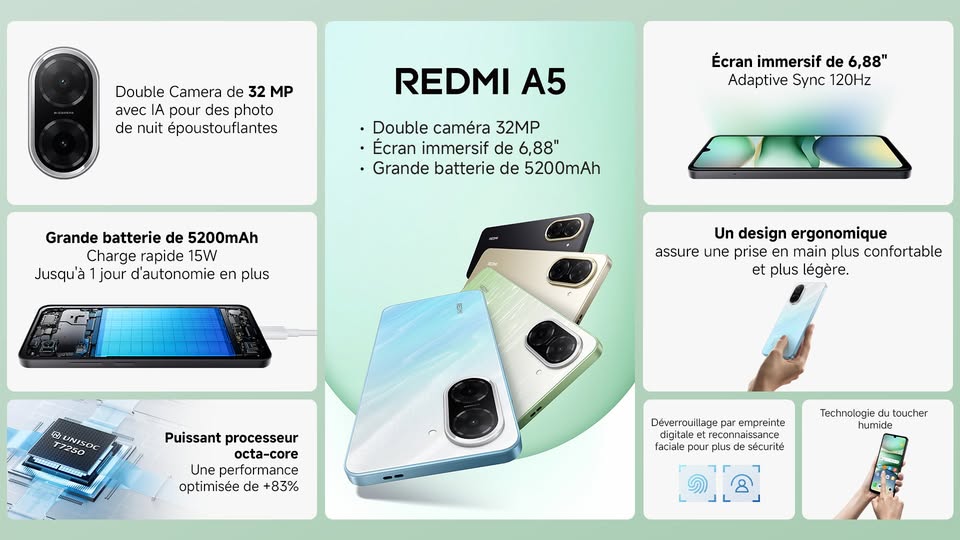 Double Camera de 32 MP
avec IA pour des photo
de nuit époustouflantes
Grande batterie de 5200mAh
Charge rapide 15W
Jusqu'à 1 jour d'autonomie en plus
UNISOC
T7250
Puissant processeur
octa-core
Une performance
optimisée de +83%
REDMI A5
• Double caméra 32MP
• Écran immersif de 6,88"
• Grande batterie de 5200mAh
REDMI
REDMI
REDMI
Écran immersif de 6,88"
Adaptive Sync 120Hz
Un design ergonomique
assure une prise en main plus confortable
et plus légère.
Déverrouillage par empreinte
digitale et reconnaissance
faciale pour plus de sécurité
Technologie du toucher
humide